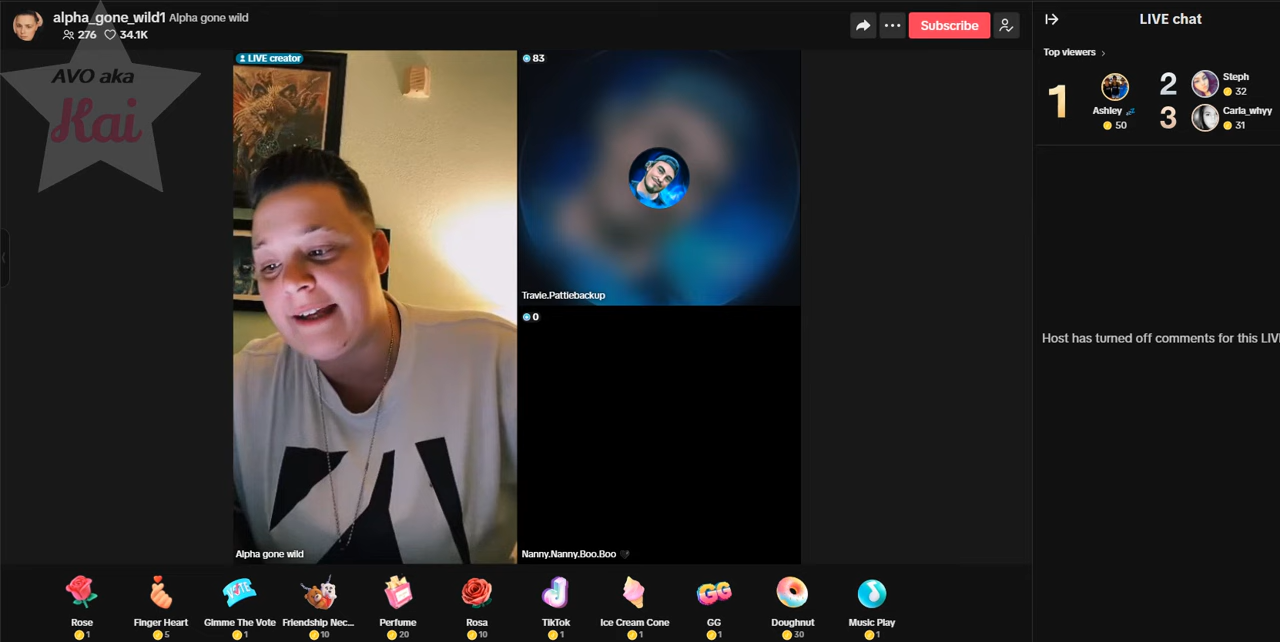 alpha_gone_wild1 Alpha gone wild
276 34.1K
Subscribe
AVO aka
Kai
LIVE creator
83
Travie.Pattiebackup
0
Alpha gone wild
Nanny.Nanny.Boo.Boo
LIVE chat
Top viewers
1
Ashley
50
2
Steph
32
3
Carla_whyy
31
Host has turned off comments for this LIVE
Rose
1
Finger Heart
5
VOTE
Gimme The Vote
1
Friendship Nec...
10
Perfume
20
Rosa
10
TikTok
1
Ice Cream Cone
1
GG
GG
1
Doughnut
30
Music Play
1